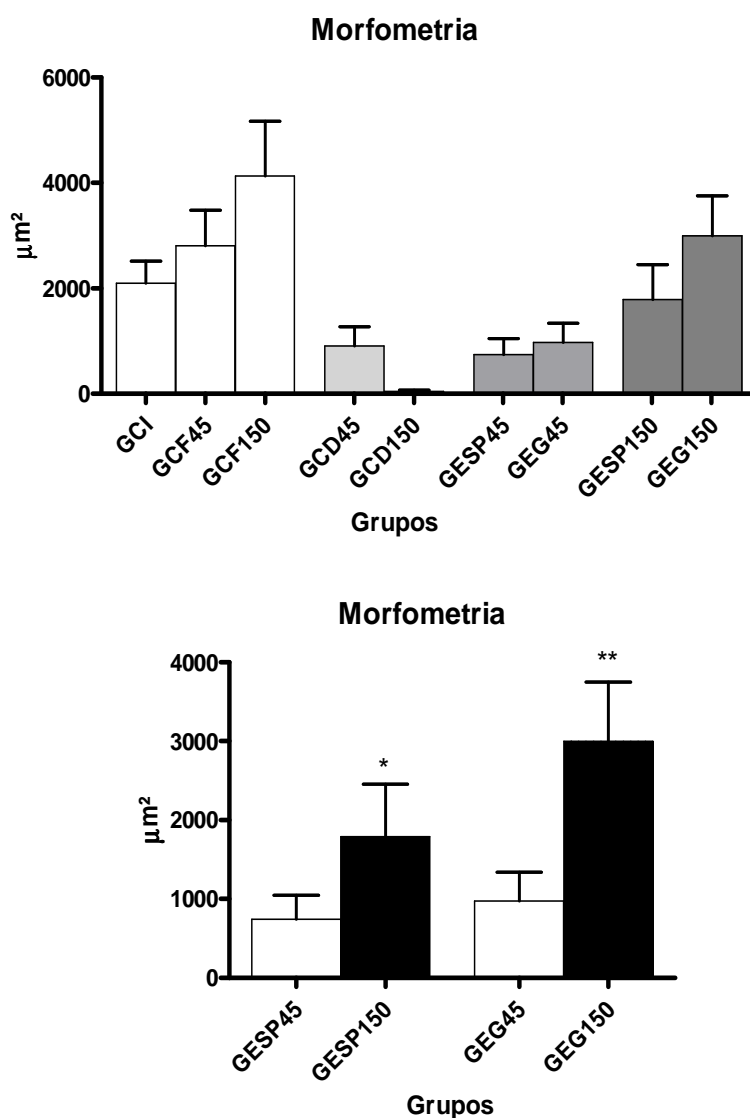 Morfometria
6000
4000
2000
0
μm²
GCI
GCF45
GCF150
GCD45
GCD150
GESP45
GEG45
GESP150
GEG150
Grupos
Morfometria
4000
3000
2000
1000
0
μm²
*
**
GESP45
GESP150
GEG45
GEG150
Grupos